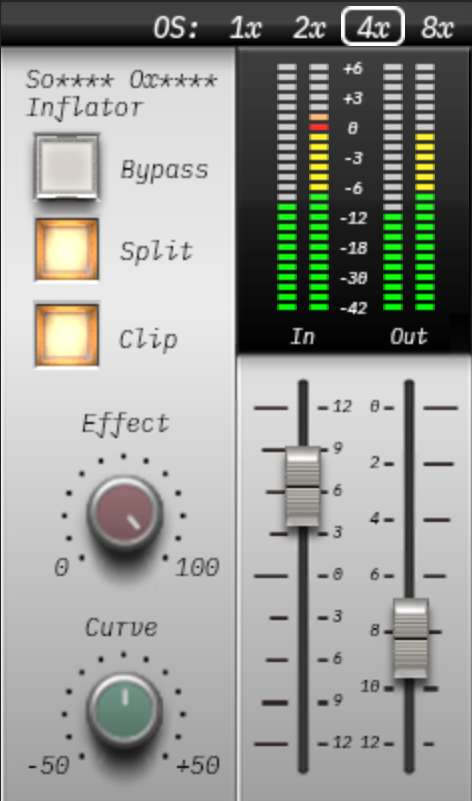 OS: 1x 2x 4x 8x
So**** Ox****
Inflator
Bypass
Split
Clip
Effect
0 100
Curve
-50 +50
+6
+3
0
-3
-6
-12
-18
-30
-42
In Out
12 0
9
2
6
4
3
0 6
3
8
6
10
9
12 12